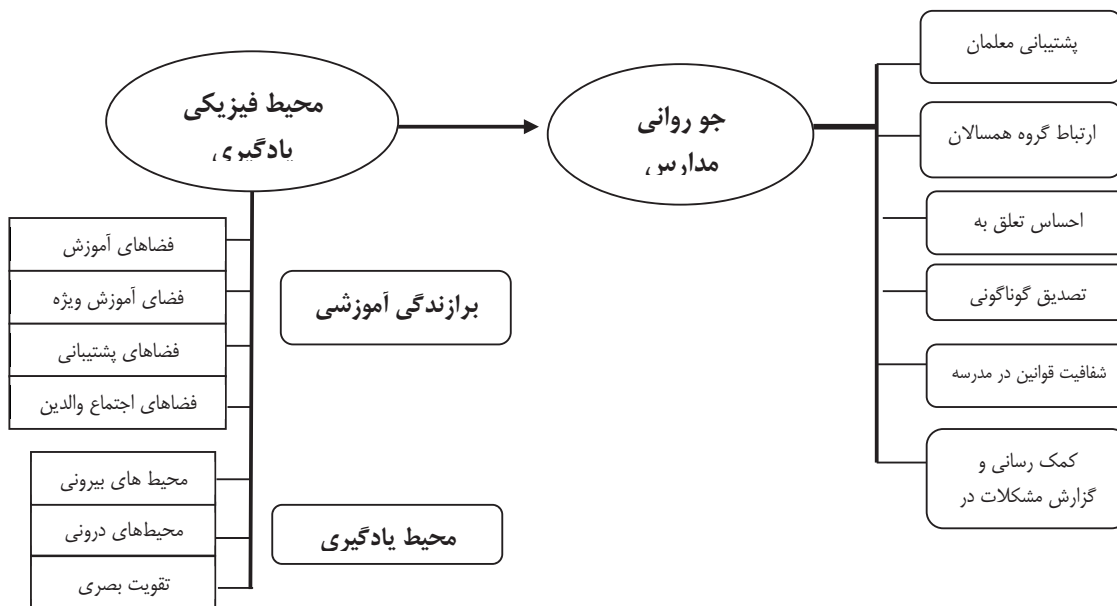 محیط فیزیکی
یادگیری
جو روانی
مدارس
پشتیبانی معلمان
ارتباط گروه همسالان
احساس تعلق به
تصدیق گوناگونی
شفافیت قوانین در مدرسه
کمک رسانی و
گزارش مشکلات در
برازندگی آموزشی
فضاهای آموزش
فضای آموزش ویژه
فضاهای پشتیبانی
فضاهای اجتماع والدین
محیط یادگیری
محیط های بیرونی
محیط‌های درونی
تقویت بصری